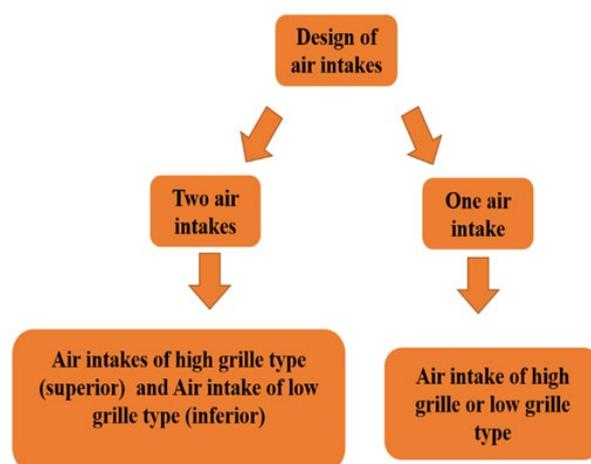 Design of
air intakes
Two air
intakes
One air
intake
Air intakes of high grille type
(superior) and Air intake of low
grille type (inferior)
Air intake of high
grille or low grille
type